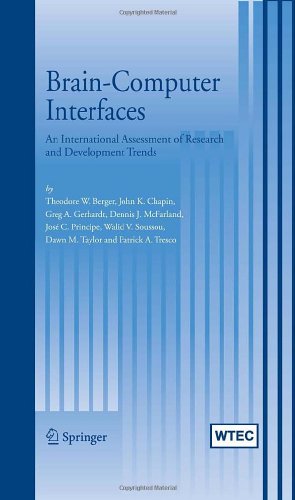 Brain-Computer
Interfaces
An International Assessment of Research
and Development Trends
by
Theodore W. Berger, John K. Chapin,
Greg A. Gerhardt, Dennis J. McFarland,
José C. Principe, Walid V. Soussou,
Dawn M. Taylor and Patrick A. Tresco
Springer
WTEC